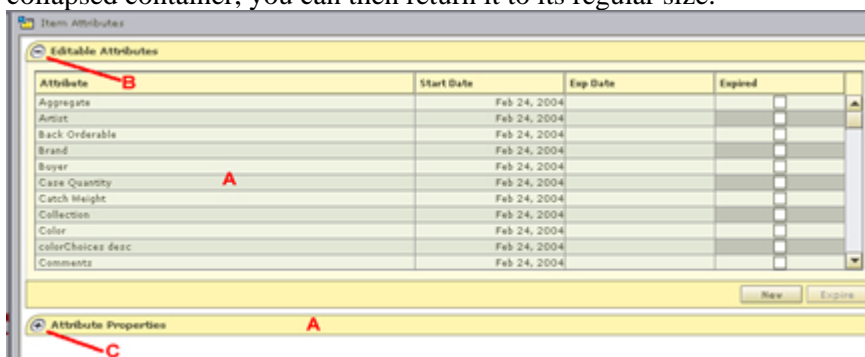 collapsed container, you can then return it to its regular size.
Item Attributes
Editable Attributes
B
Attribute Start Date Exp Date Expired
Aggregate Feb 24, 2004
Artist Feb 24, 2004
Back Orderable Feb 24, 2004
Brand Feb 24, 2004
Buyer Feb 24, 2004
Case Quantity A Feb 24, 2004
Catch Weight Feb 24, 2004
Collection Feb 24, 2004
Color Feb 24, 2004
colorChoices desc Feb 24, 2004
Comments Feb 24, 2004
New Expire
Attribute Properties A
C